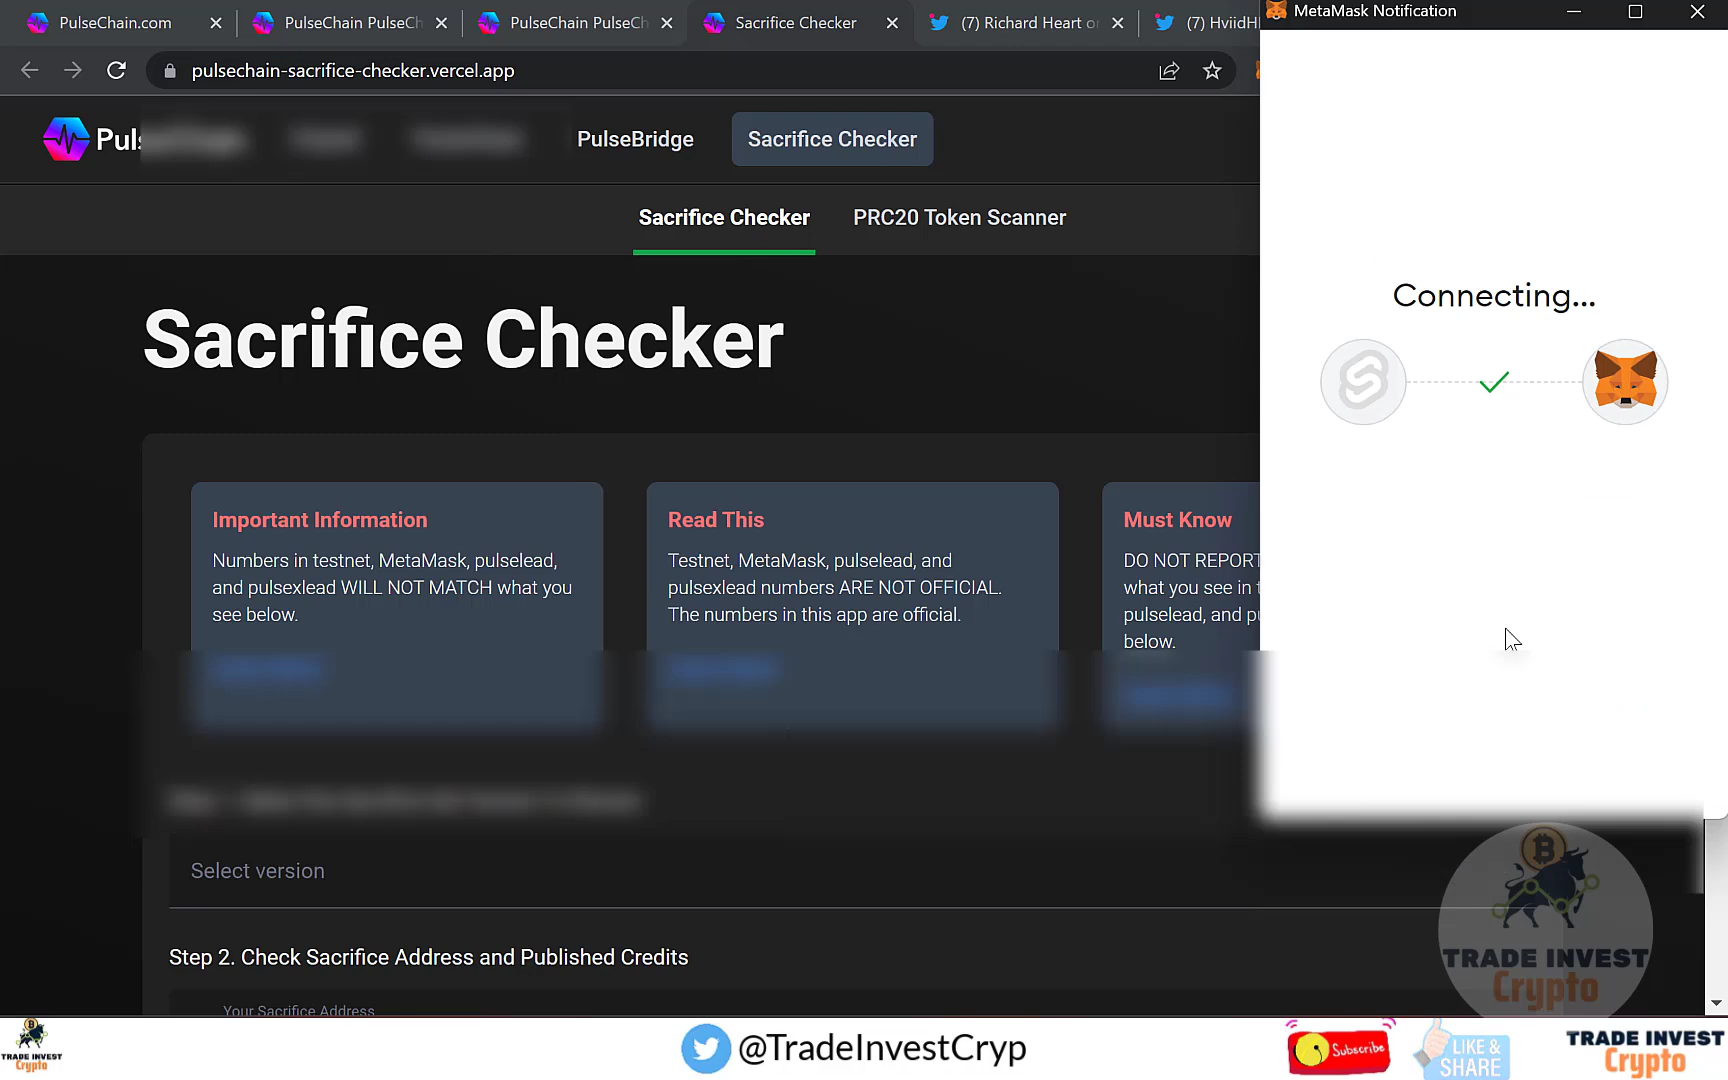 PulseChain.com
PulseChain PulseCh
PulseChain PulseCh
Sacrifice Checker
(7) Richard Heart o
(7) HviidH
MetaMask Notification
pulsechain-sacrifice-checker.vercel.app
PulseBridge
Sacrifice Checker
Sacrifice Checker
PRC20 Token Scanner
Sacrifice Checker
Connecting...
Important Information
Numbers in testnet, MetaMask, pulselead,
and pulsexlead WILL NOT MATCH what you
see below.
Read This
Testnet, MetaMask, pulselead, and
pulsexlead numbers ARE NOT OFFICIAL.
The numbers in this app are official.
Must Know
DO NOT REPORT
what you see in
pulselead, and
below.
Select version
Step 2. Check Sacrifice Address and Published Credits
Your Sacrifice Address
TRADE INVEST
Crypto
TRADE INVEST
Crypto
@TradeInvestCryp
Subscribe
LIKE &
SHARE
TRADE INVEST
Crypto